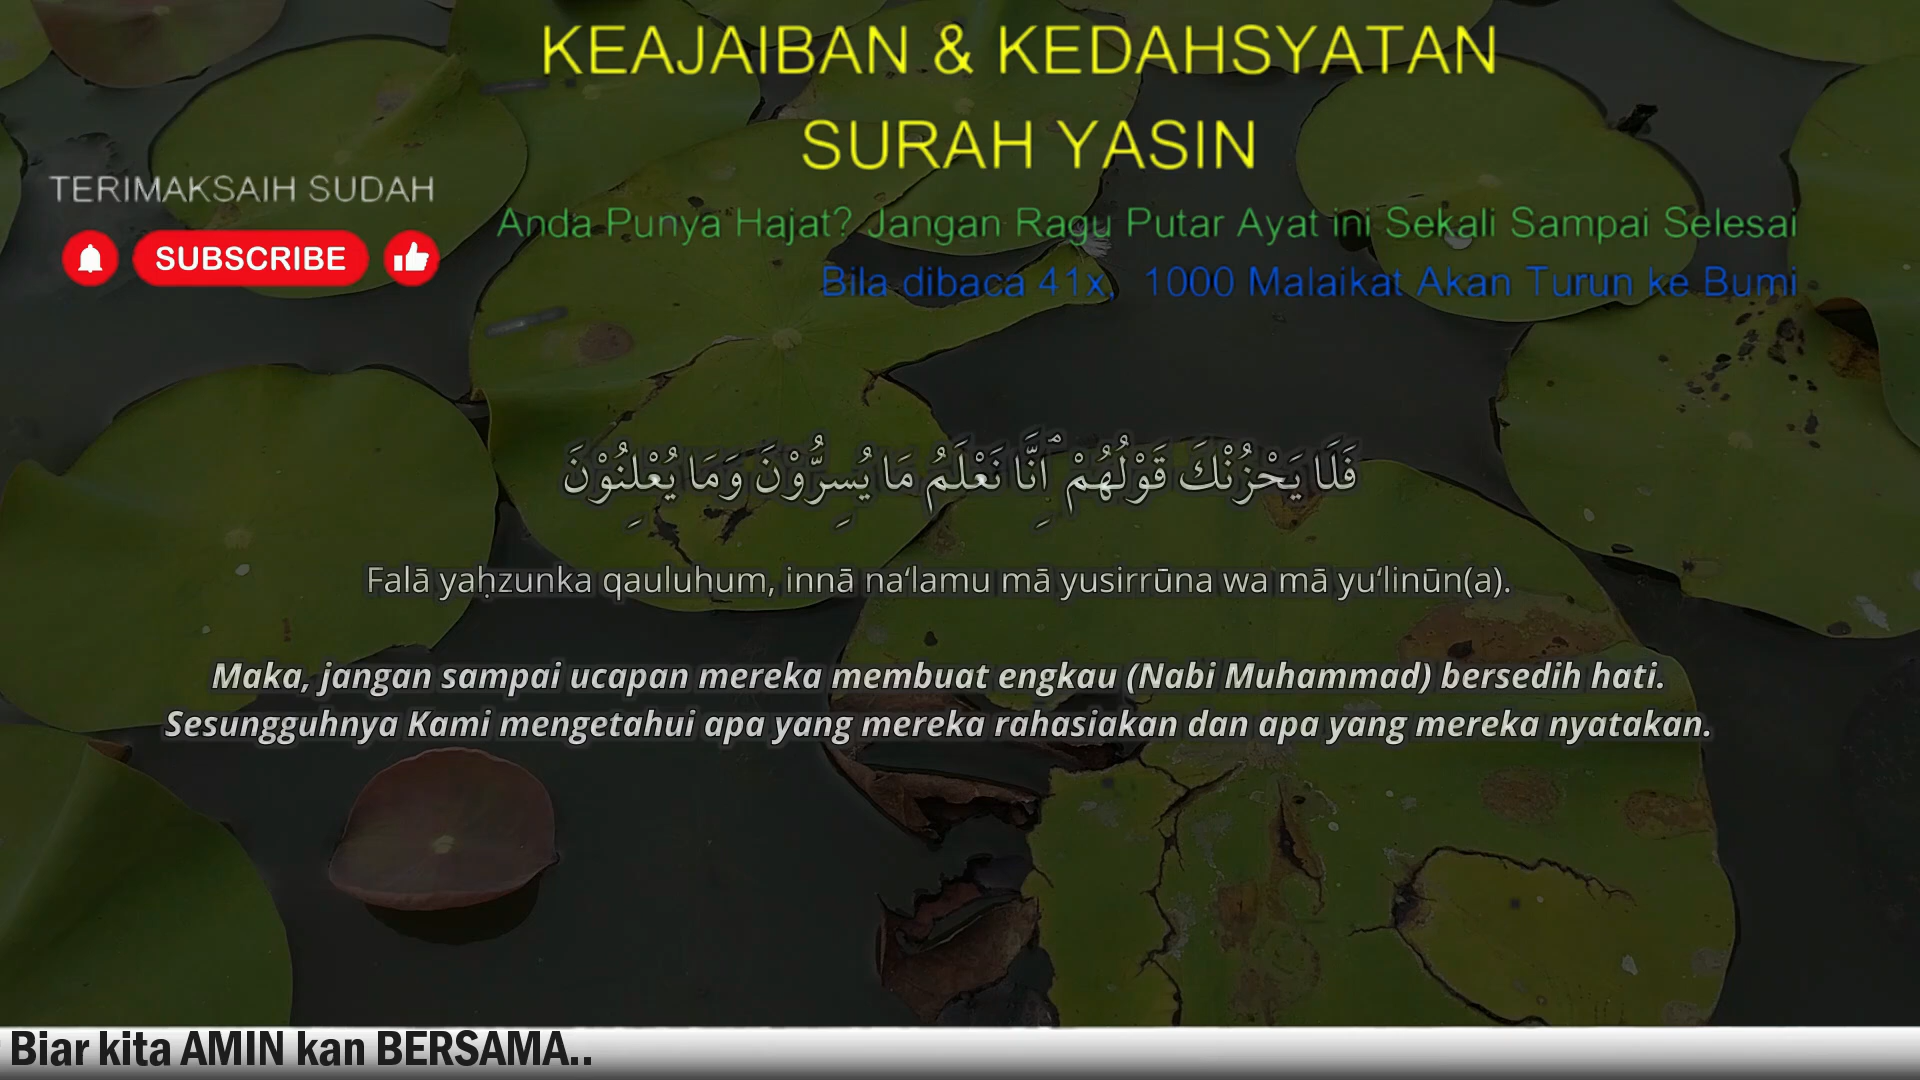 KEAJAIBAN & KEDAHSYATAN
SURAH YASIN
TERIMAKSAIH SUDAH
SUBSCRIBE
Anda Punya Hajat? Jangan Ragu Putar Ayat ini Sekali Sampai Selesai
Bila dibaca 41x, 1000 Malaikat Akan Turun ke Bumi
فَلَا يَحْزُنْكَ قَوْلُهُمْ ۘاِنَّا نَعْلَمُ مَا يُسِرُّوْنَ وَمَا يُعْلِنُوْنَ
Falā yaḥzunka qauluhum, innā na‘lamu mā yusirrūna wa mā yu‘linūn(a).
Maka, jangan sampai ucapan mereka membuat engkau (Nabi Muhammad) bersedih hati.
Sesungguhnya Kami mengetahui apa yang mereka rahasiakan dan apa yang mereka nyatakan.
Biar kita AMIN kan BERSAMA..